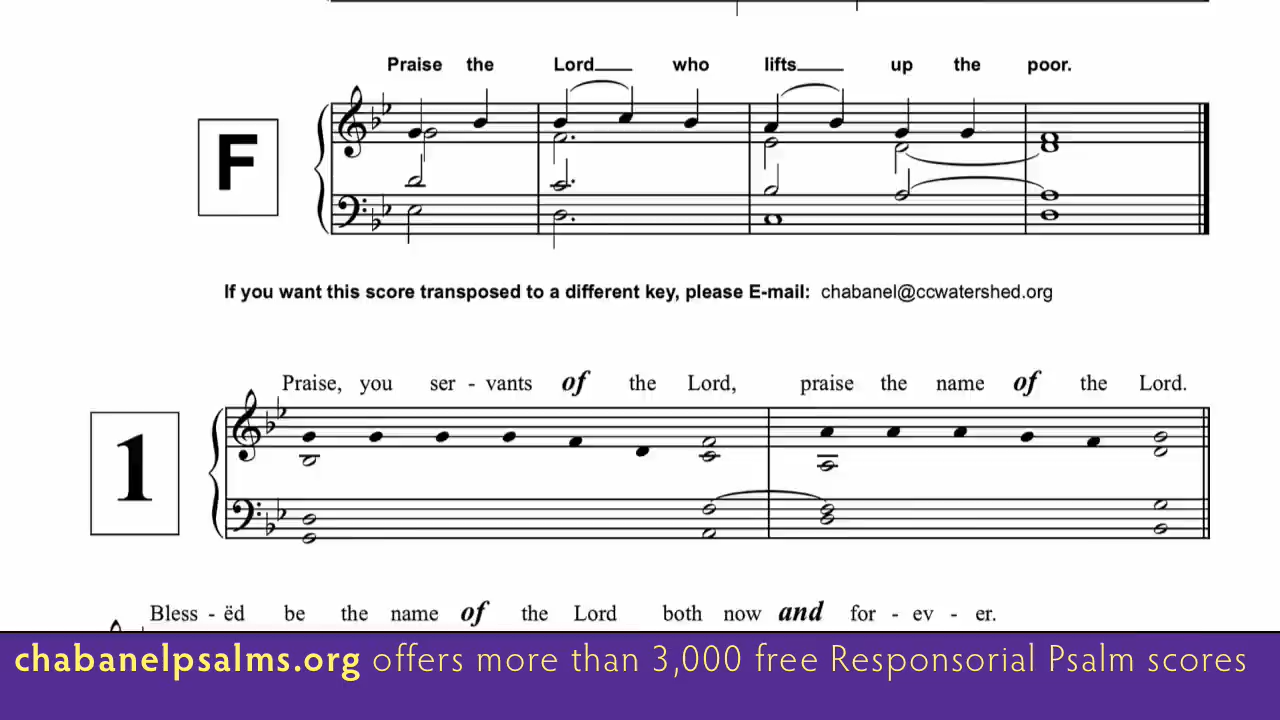 Praise the Lord____ who lifts____ up the poor.
F
If you want this score transposed to a different key, please E-mail: chabanel@ccwatershed.org
Praise, you ser - vants of the Lord, praise the name of the Lord.
1
Bless - ëd be the name of the Lord both now and for - ev - er.
chabanelpsalms.org offers more than 3,000 free Responsorial Psalm scores